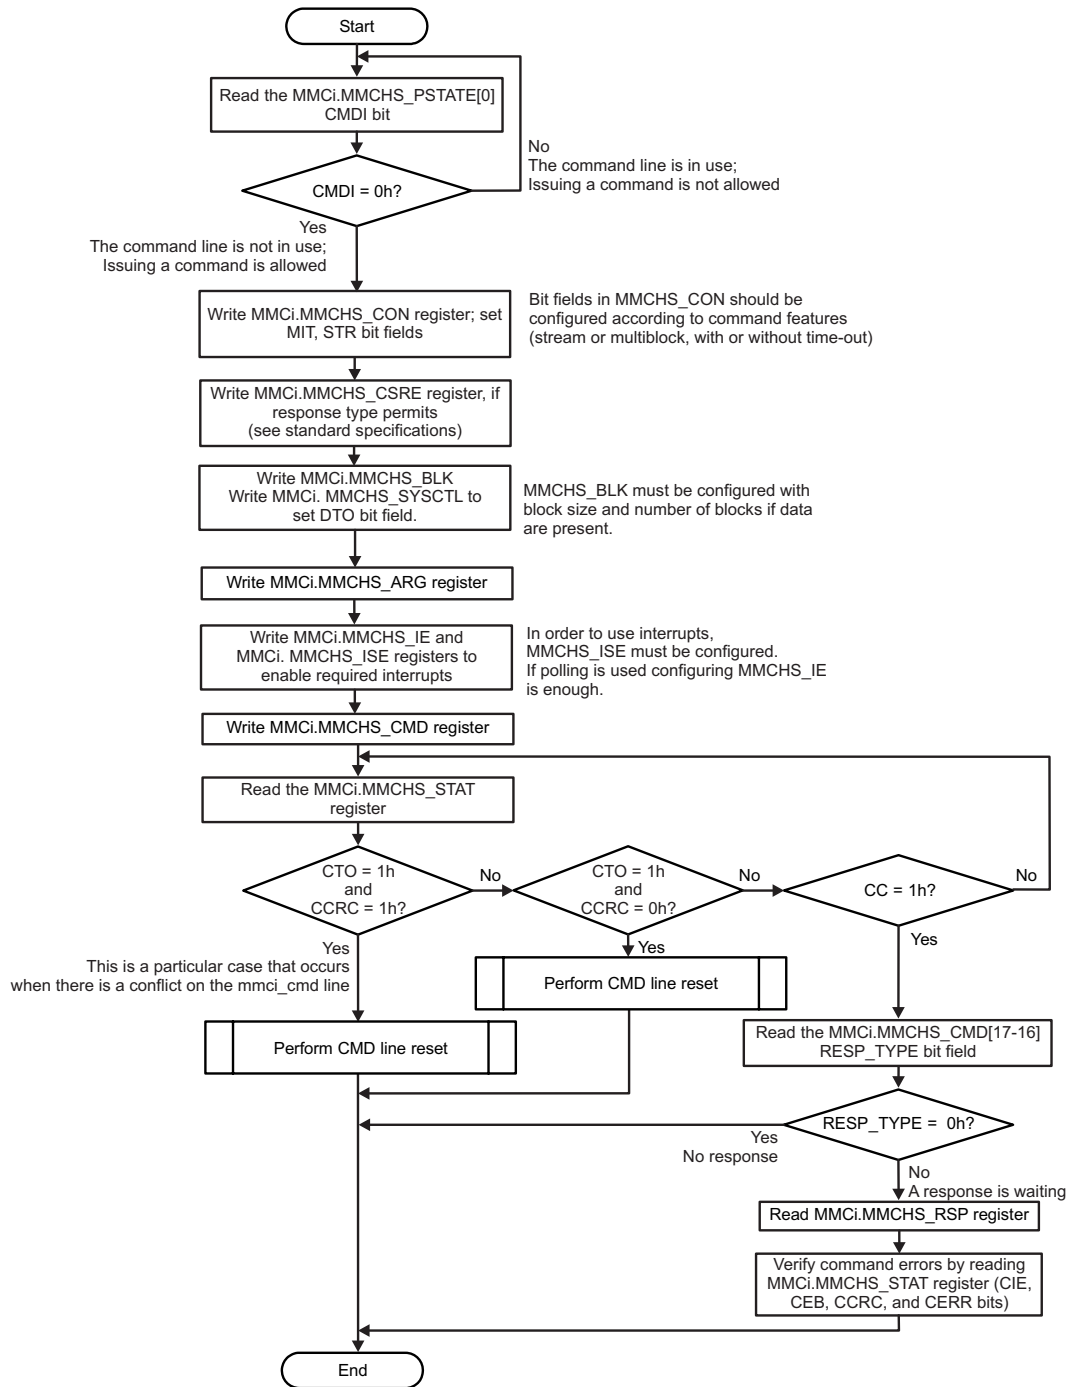 Start
Read the MMCi.MMCHS_PSTATE[0]
CMDI bit
No
The command line is in use;
Issuing a command is not allowed
CMDI = 0h?
Yes
The command line is not in use;
Issuing a command is allowed
Write MMCi.MMCHS_CON register; set
MIT, STR bit fields
Bit fields in MMCHS_CON should be
configured according to command features
(stream or multiblock, with or without time-out)
Write MMCi.MMCHS_CSRE register, if
response type permits
(see standard specifications)
Write MMCi.MMCHS_BLK
Write MMCi. MMCHS_SYSCTL to
set DTO bit field.
MMCHS_BLK must be configured with
block size and number of blocks if data
are present.
Write MMCi.MMCHS_ARG register
Write MMCi.MMCHS_IE and
MMCi. MMCHS_ISE registers to
enable required interrupts
In order to use interrupts,
MMCHS_ISE must be configured.
If polling is used configuring MMCHS_IE
is enough.
Write MMCi.MMCHS_CMD register
Read the MMCi.MMCHS_STAT
register
CTO = 1h
and
CCRC = 1h?
No
CTO = 1h
and
CCRC = 0h?
No
CC = 1h?
No
Yes
This is a particular case that occurs
when there is a conflict on the mmci_cmd line
Yes
Yes
Perform CMD line reset
Perform CMD line reset
Read the MMCi.MMCHS_CMD[17-16]
RESP_TYPE bit field
RESP_TYPE = 0h?
Yes
No response
No
A response is waiting
Read MMCi.MMCHS_RSP register
Verify command errors by reading
MMCi.MMCHS_STAT register (CIE,
CEB, CCRC, and CERR bits)
End